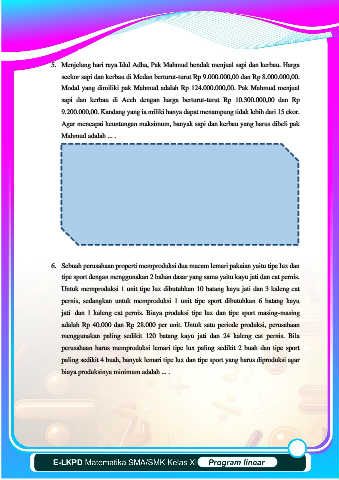 5. Menjelang hari raya Idul Adha, Pak Mahmud hendak menjual sapi dan kerbau. Harga
seekor sapi dan kerbau di Medan berturut-turut Rp 9.000.000,00 dan Rp 8.000.000,00.
Modal yang dimiliki pak Mahmud adalah Rp 124.000.000,00. Pak Mahmud menjual
sapi dan kerbau di Aceh dengan harga berturut-turut Rp 10.300.000,00 dan Rp
9.200.000,00. Kandang yang ia miliki hanya dapat menampung tidak lebih dari 15 ekor.
Agar mencapai keuntungan maksimum, banyak sapi dan kerbau yang harus dibeli pak
Mahmud adalah ... .
6. Sebuah perusahaan properti memproduksi dua macam lemari pakaian yaitu tipe lux dan
tipe sport dengan menggunakan 2 bahan dasar yang sama yaitu kayu jati dan cat pernis.
Untuk memproduksi 1 unit tipe lux dibutuhkan 10 batang kayu jati dan 3 kaleng cat
pernis, sedangkan untuk memproduksi 1 unit tipe sport dibutuhkan 6 batang kayu
jati dan 1 kaleng cat pernis. Biaya produksi tipe lux dan tipe sport masing-masing
adalah Rp 40.000 dan Rp 28.000 per unit. Untuk satu periode produksi, perusahaan
menggunakan paling sedikit 120 batang kayu jati dan 24 kaleng cat pernis. Bila
perusahaan harus memproduksi lemari tipe lux paling sedikit 2 buah dan tipe sport
paling sedikit 4 buah, banyak lemari tipe lux dan tipe sport yang harus diproduksi agar
biaya produksinya minimum adalah ... .
E-LKPD Matematika SMA/SMK Kelas X Program linear